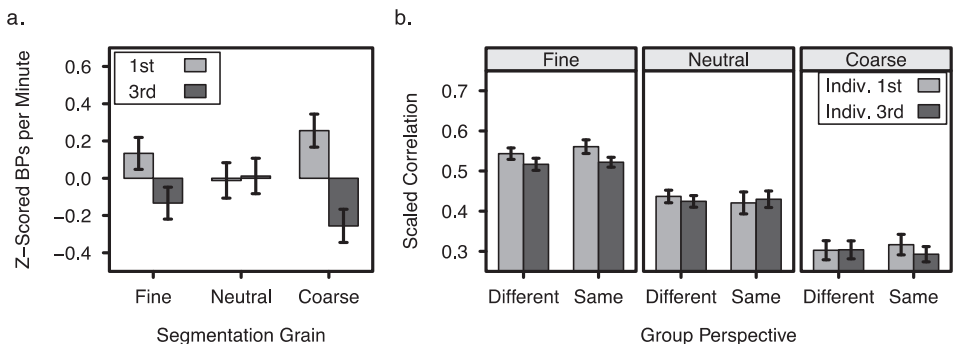 a.
Z−Scored BPs per Minute
0.6
0.4
0.2
0.0
−0.2
−0.4
1st
3rd
Fine Neutral Coarse
Segmentation Grain
b.
Scaled Correlation
0.7
0.6
0.5
0.4
0.3
Fine Neutral Coarse
Indiv. 1st
Indiv. 3rd
Different Same Different Same Different Same
Group Perspective